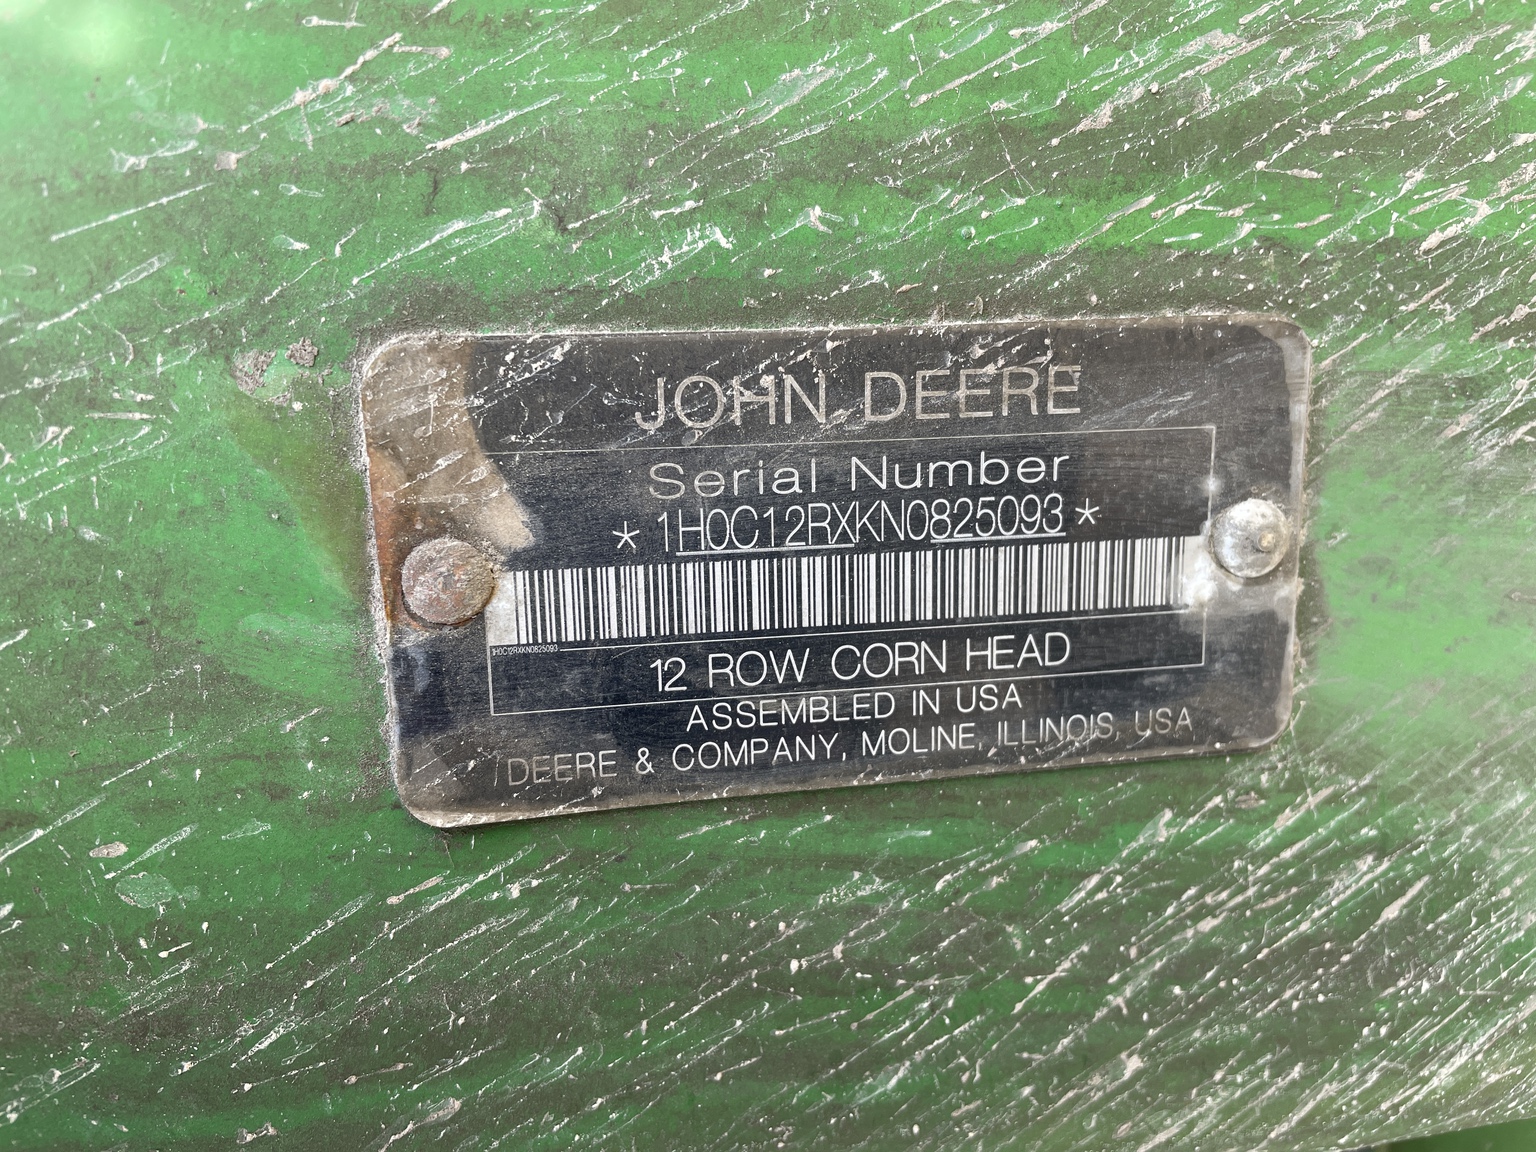 JOHN DEERE
Serial Number
* 1H0C12RXKN0825093 *
1H0C12RXKN0825093
12 ROW CORN HEAD
ASSEMBLED IN USA
DEERE & COMPANY, MOLINE, ILLINOIS, USA